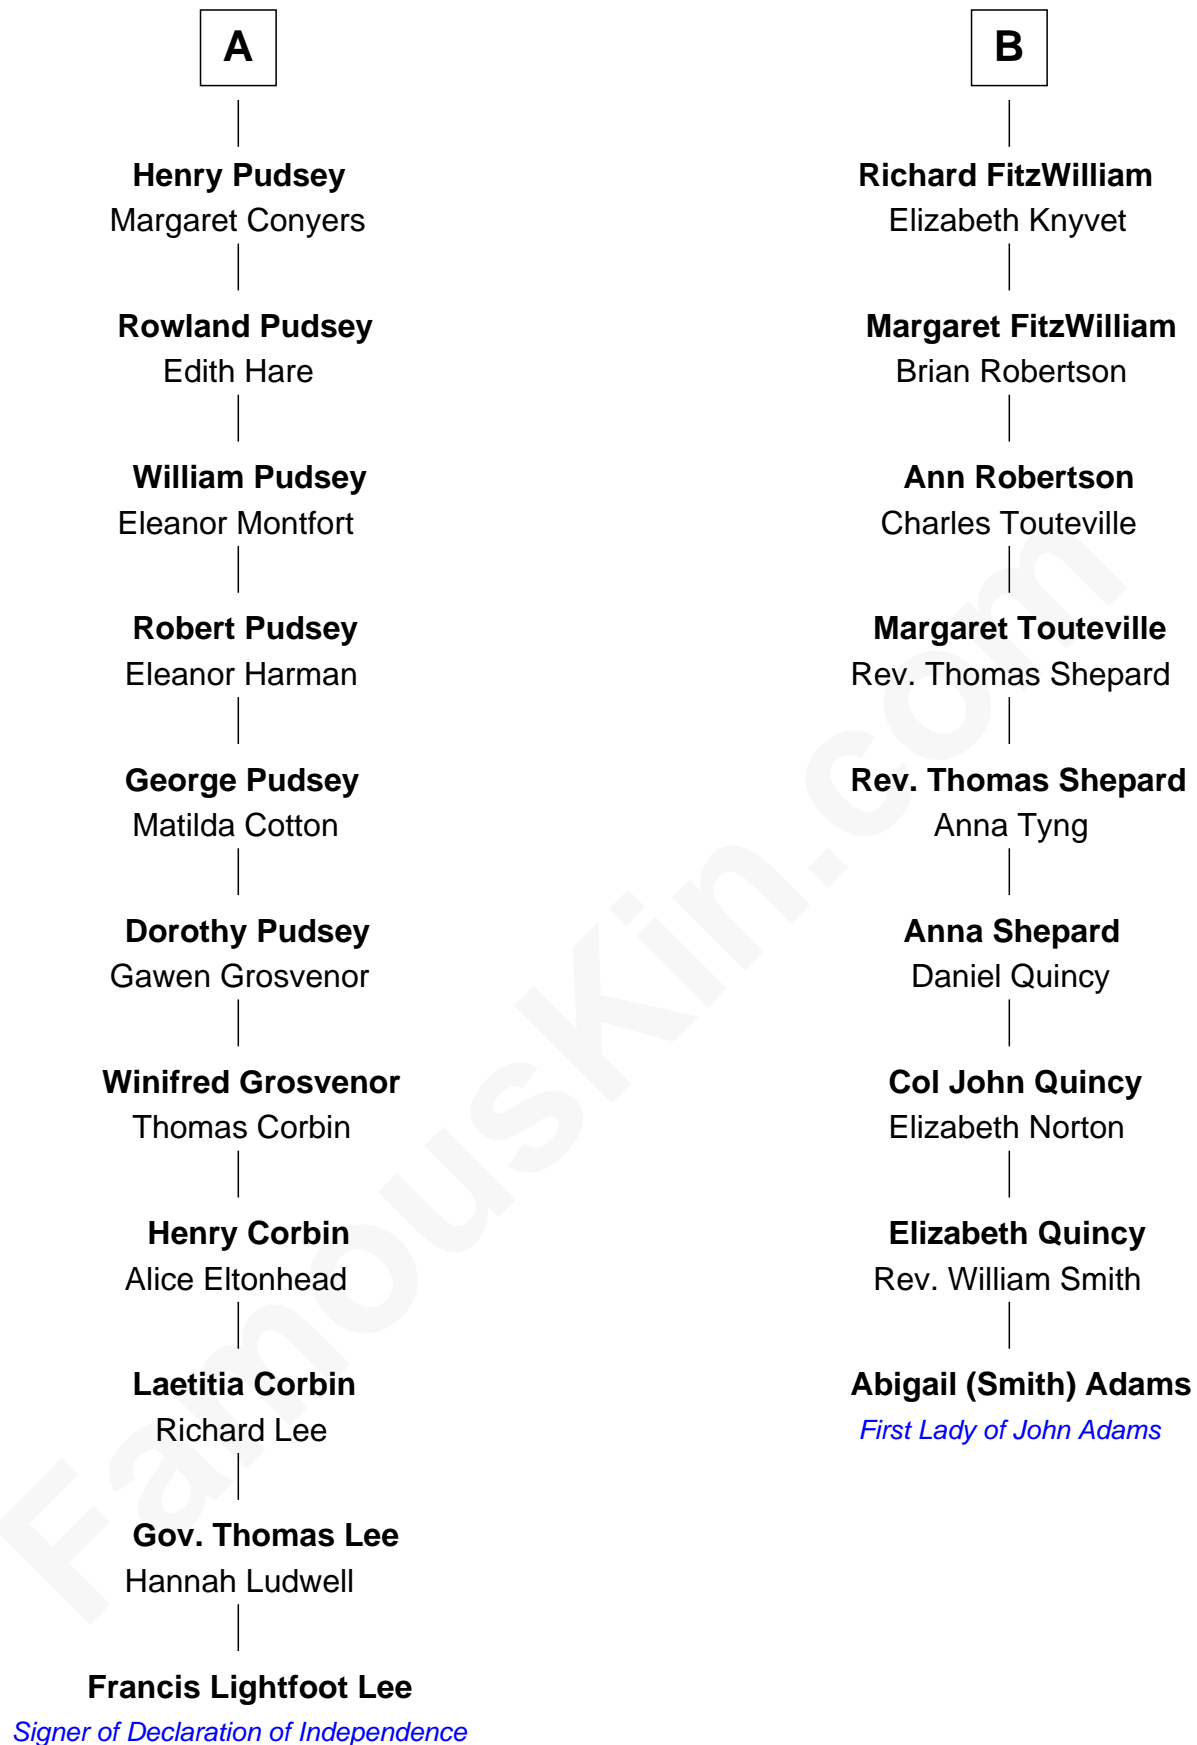 A
Henry Pudsey
Margaret Conyers
Rowland Pudsey
Edith Hare
William Pudsey
Eleanor Montfort
Robert Pudsey
Eleanor Harman
George Pudsey
Matilda Cotton
Dorothy Pudsey
Gawen Grosvenor
Winifred Grosvenor
Thomas Corbin
Henry Corbin
Alice Eltonhead
Laetitia Corbin
Richard Lee
Gov. Thomas Lee
Hannah Ludwell
Francis Lightfoot Lee
Signer of Declaration of Independence
B
Richard FitzWilliam
Elizabeth Knyvet
Margaret FitzWilliam
Brian Robertson
Ann Robertson
Charles Touteville
Margaret Touteville
Rev. Thomas Shepard
Rev. Thomas Shepard
Anna Tyng
Anna Shepard
Daniel Quincy
Col John Quincy
Elizabeth Norton
Elizabeth Quincy
Rev. William Smith
Abigail (Smith) Adams
First Lady of John Adams
FamousKin.com